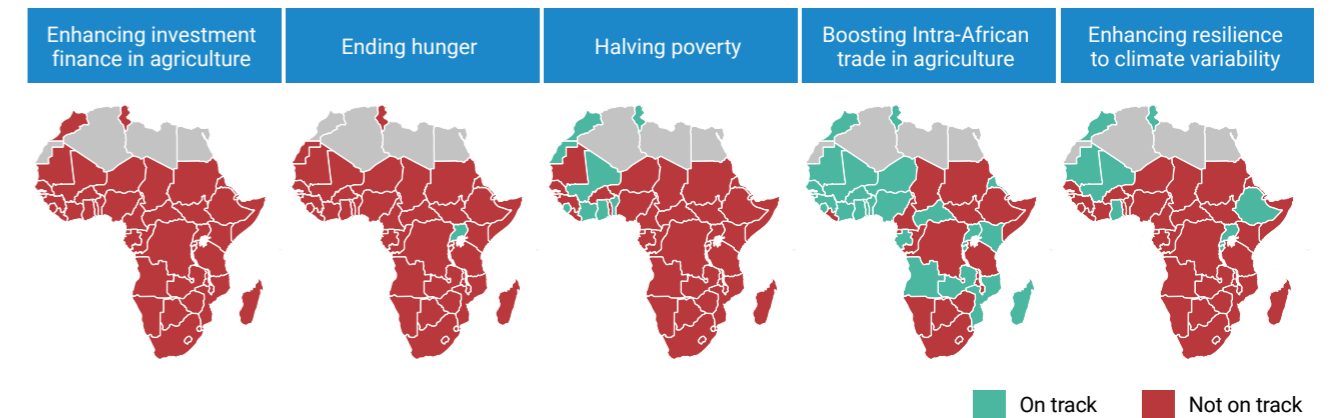 Enhancing investment
finance in agriculture
Ending hunger
Halving poverty
Boosting Intra-African
trade in agriculture
Enhancing resilience
to climate variability
On track
Not on track